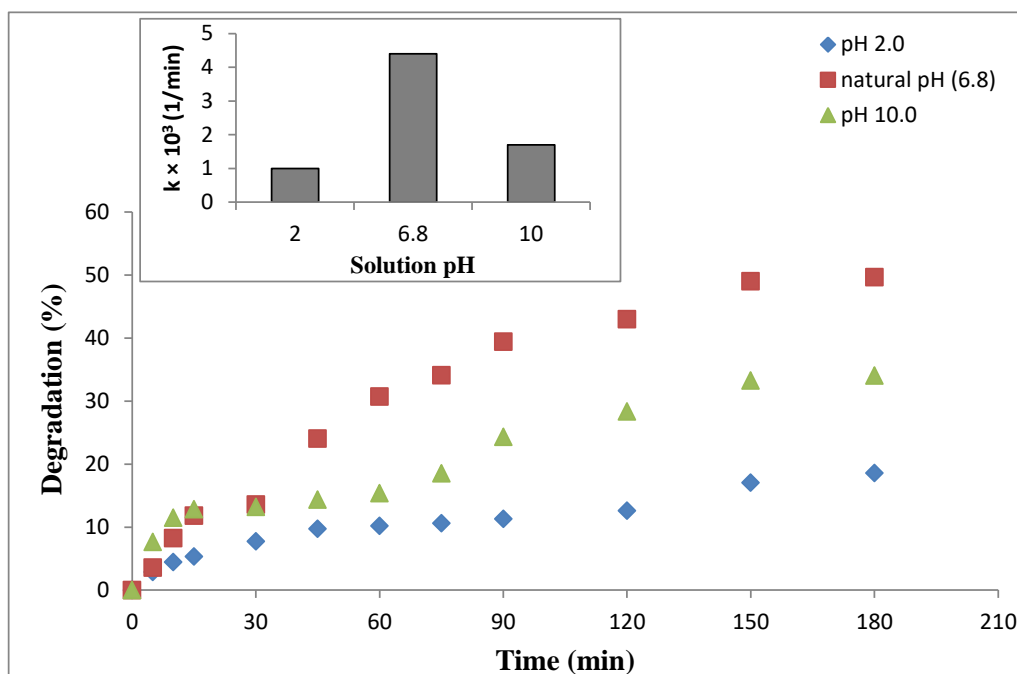 k × 10³ (1/min)
5
4
3
2
1
0
2 6.8 10
Solution pH
pH 2.0
natural pH (6.8)
pH 10.0
Degradation (%)
60
50
40
30
20
10
0
0 30 60 90 120 150 180 210
Time (min)